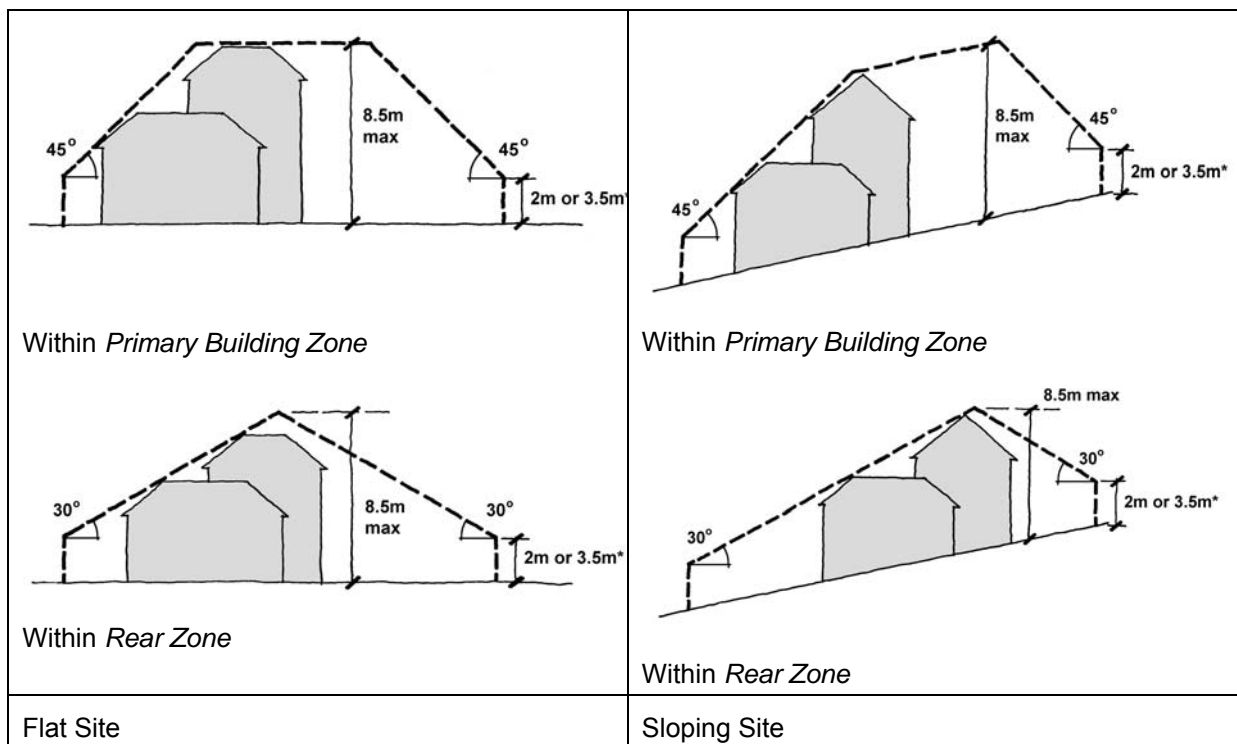 45°
8.5m
max
45°
2m or 3.5m*
Within Primary Building Zone
45°
8.5m
max
45°
2m or 3.5m*
Within Primary Building Zone
30°
8.5m
max
30°
2m or 3.5m*
Within Rear Zone
8.5m max
30°
30°
2m or 3.5m*
Within Rear Zone
Flat Site
Sloping Site